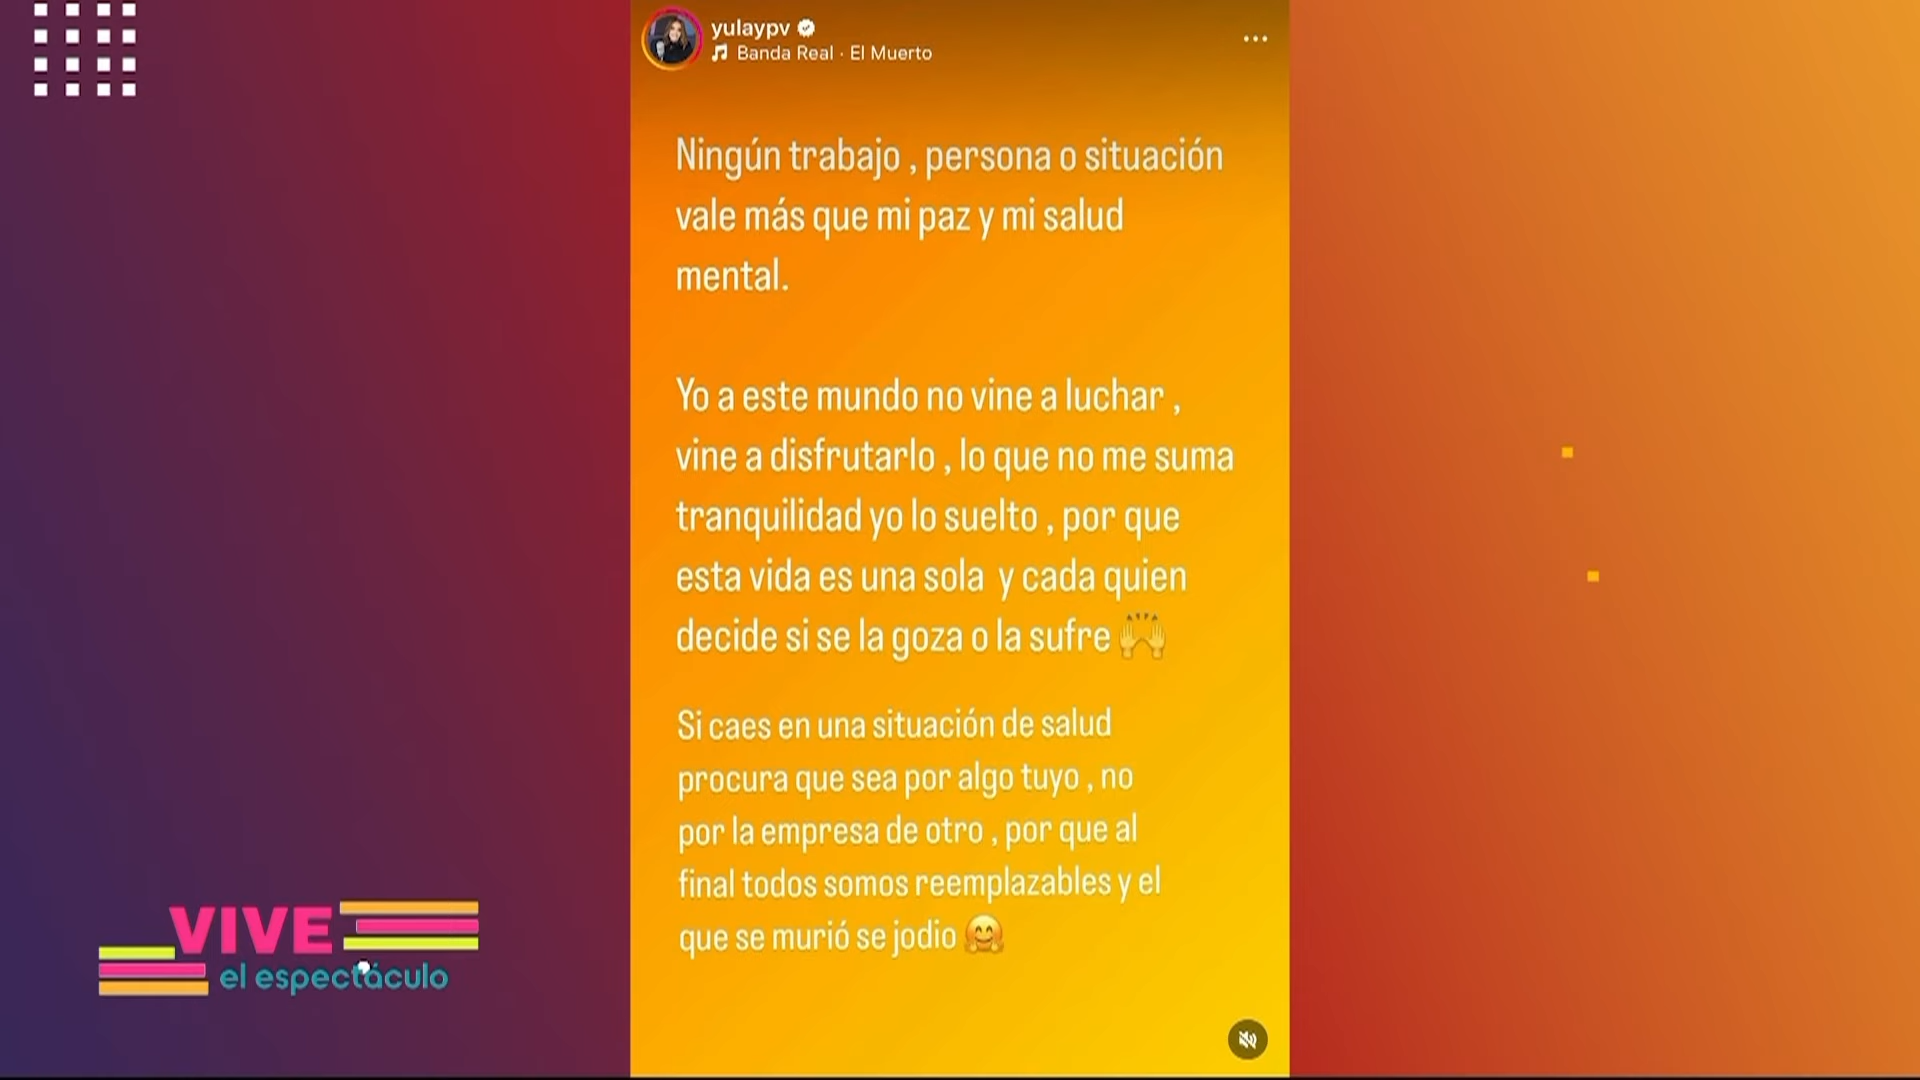 yulaypv
Banda Real · El Muerto
Ningún trabajo , persona o situación
vale más que mi paz y mi salud
mental.
Yo a este mundo no vine a luchar ,
vine a disfrutarlo , lo que no me suma
tranquilidad yo lo suelto , por que
esta vida es una sola y cada quien
decide si se la goza o la sufre 🙌
Si caes en una situación de salud
procura que sea por algo tuyo , no
por la empresa de otro , por que al
final todos somos reemplazables y el
que se murió se jodio 🤗
VIVE
el espectáculo